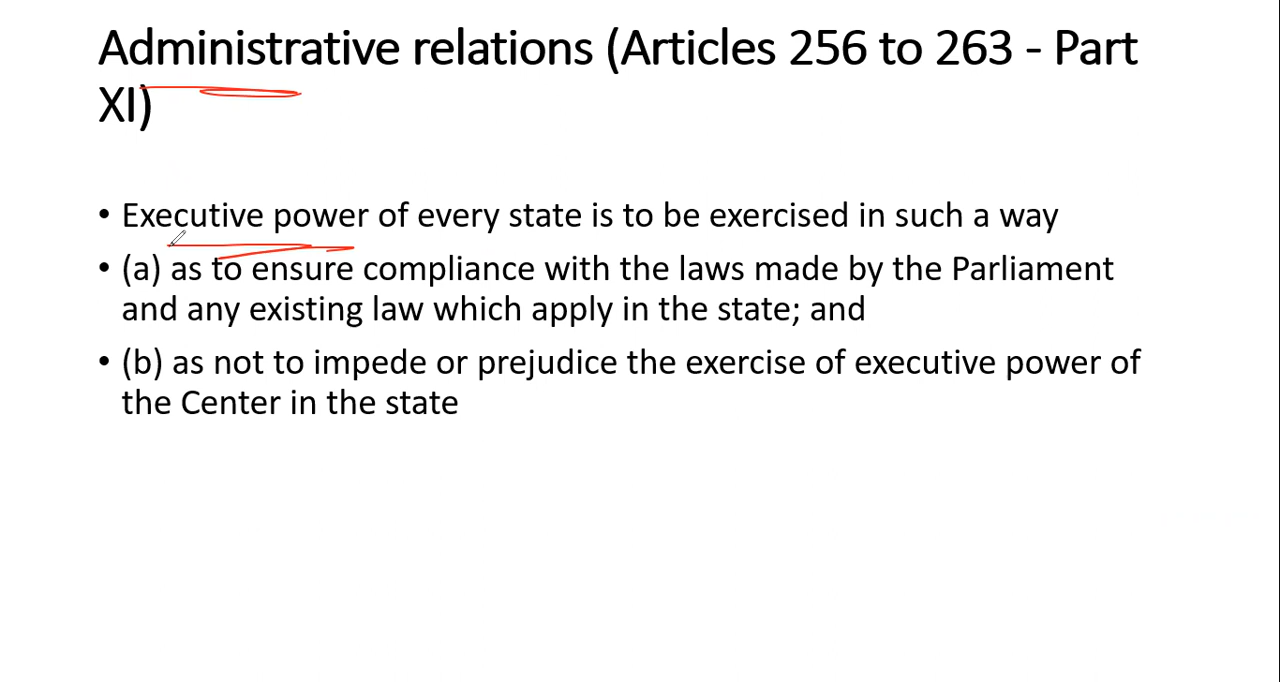 Administrative relations (Articles 256 to 263 - Part
XI)
• Executive power of every state is to be exercised in such a way
• (a) as to ensure compliance with the laws made by the Parliament
and any existing law which apply in the state; and
• (b) as not to impede or prejudice the exercise of executive power of
the Center in the state